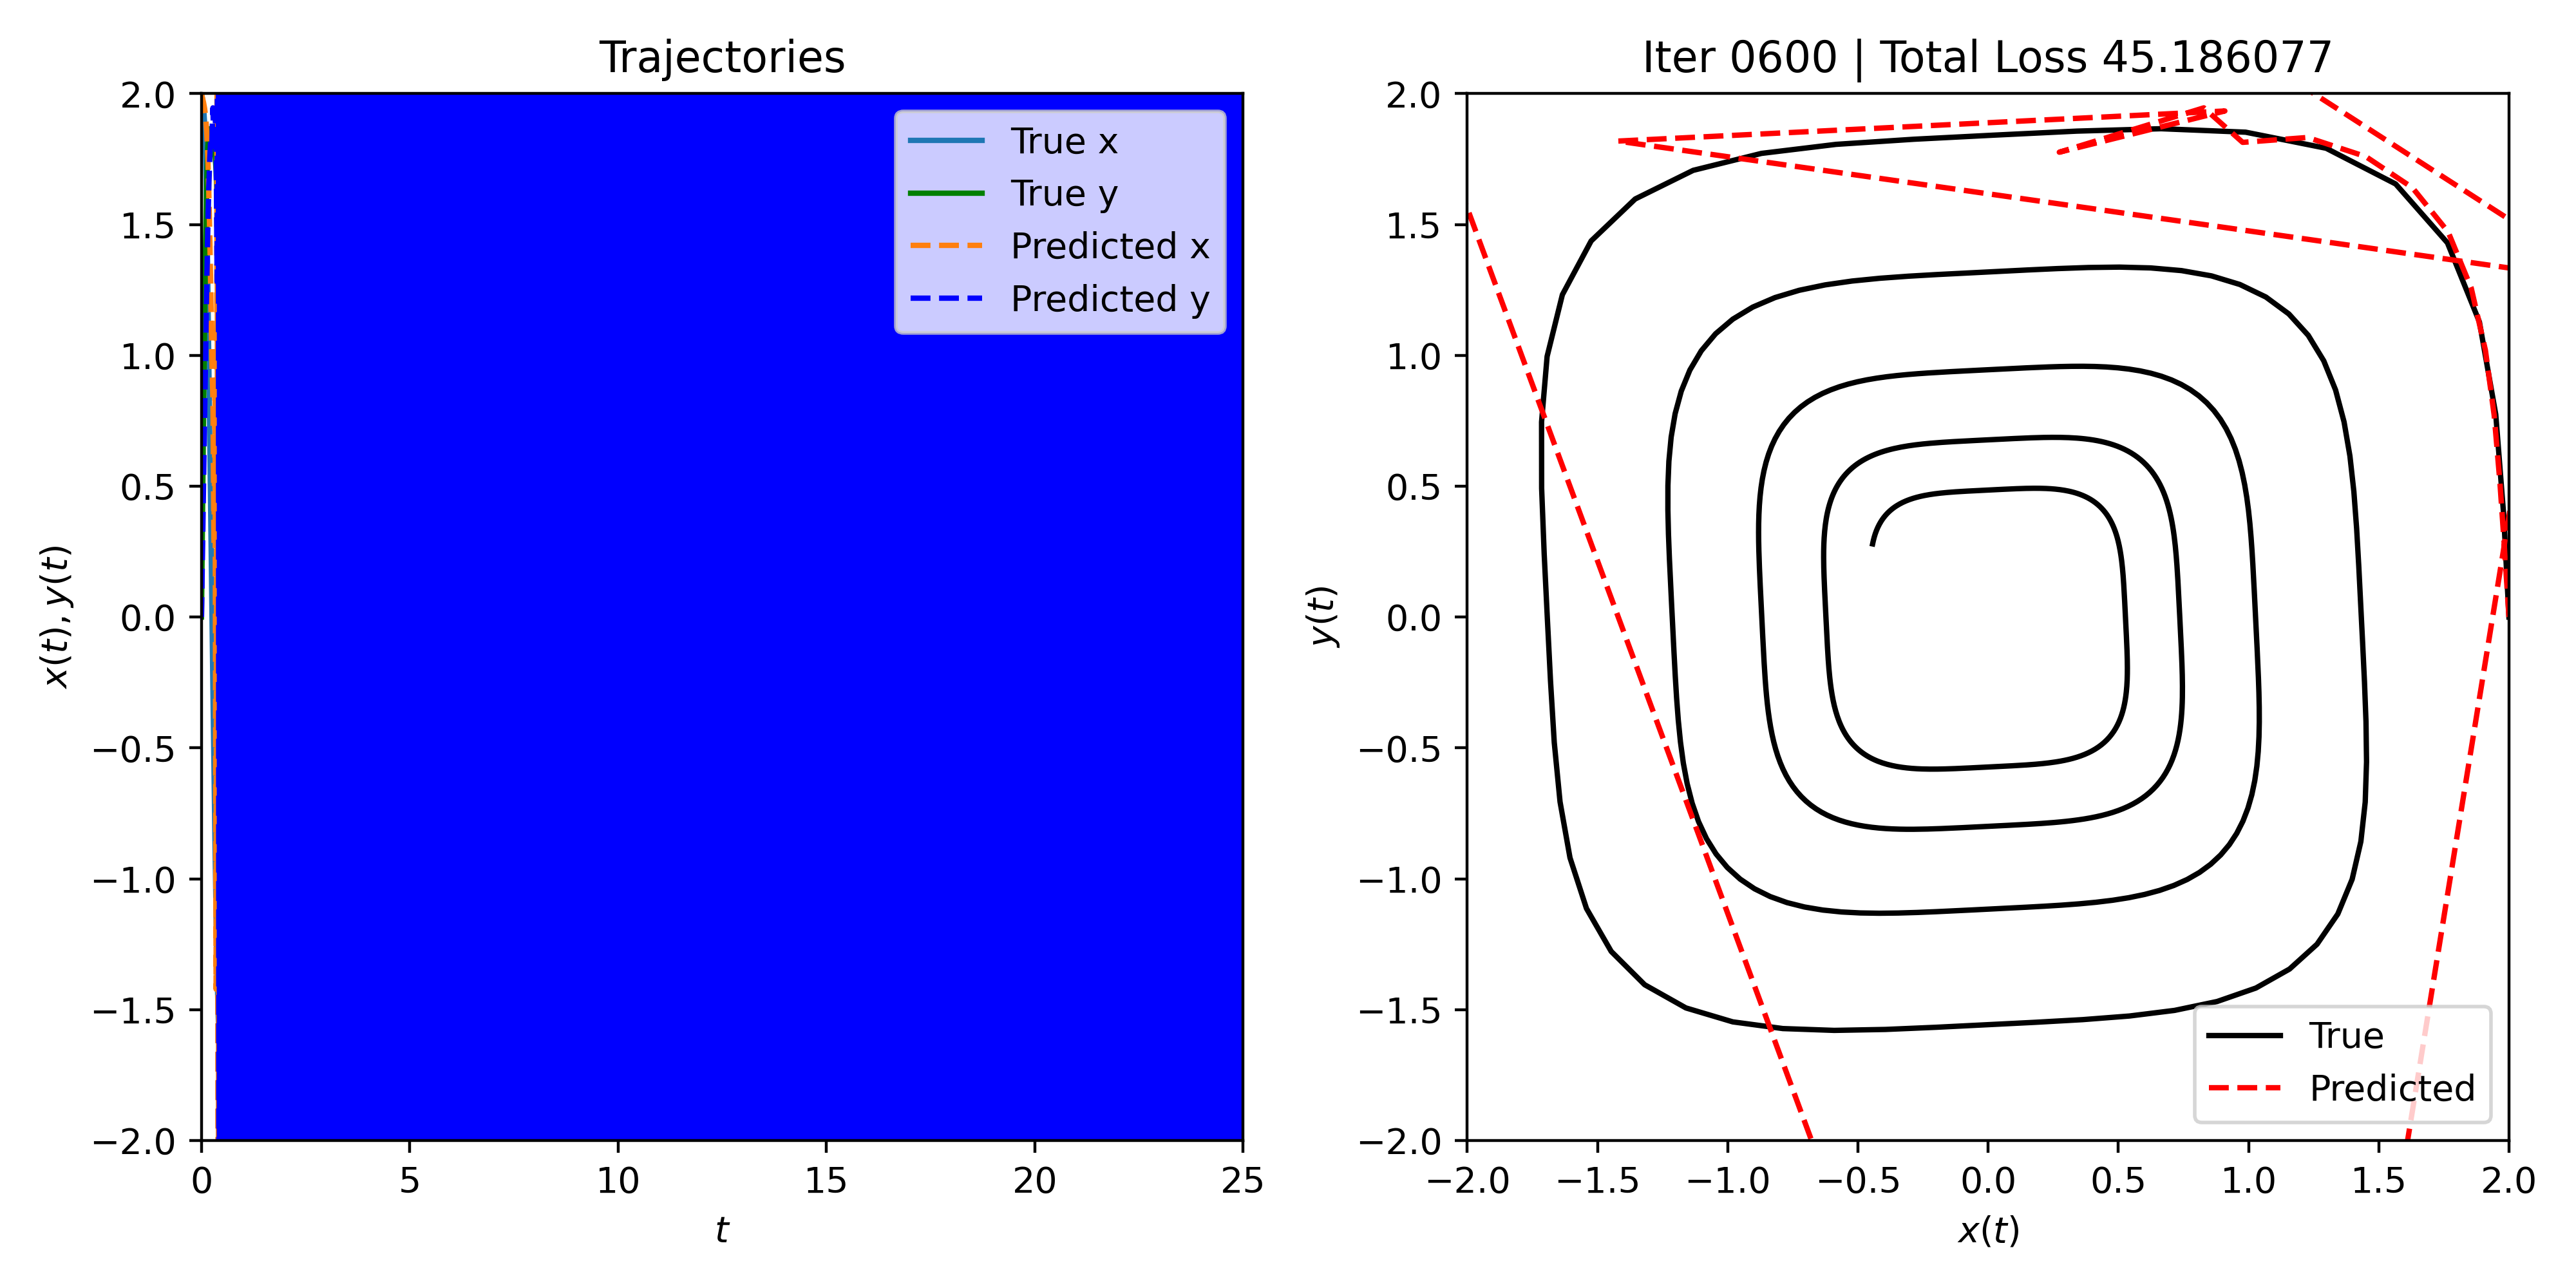 Trajectories
2.0
1.5
1.0
0.5
0.0
−0.5
−1.0
−1.5
−2.0
x(t), y(t)
0 5 10 15 20 25
t
True x
True y
Predicted x
Predicted y
Iter 0600 | Total Loss 45.186077
2.0
1.5
1.0
0.5
0.0
−0.5
−1.0
−1.5
−2.0
y(t)
−2.0 −1.5 −1.0 −0.5 0.0 0.5 1.0 1.5 2.0
x(t)
True
Predicted